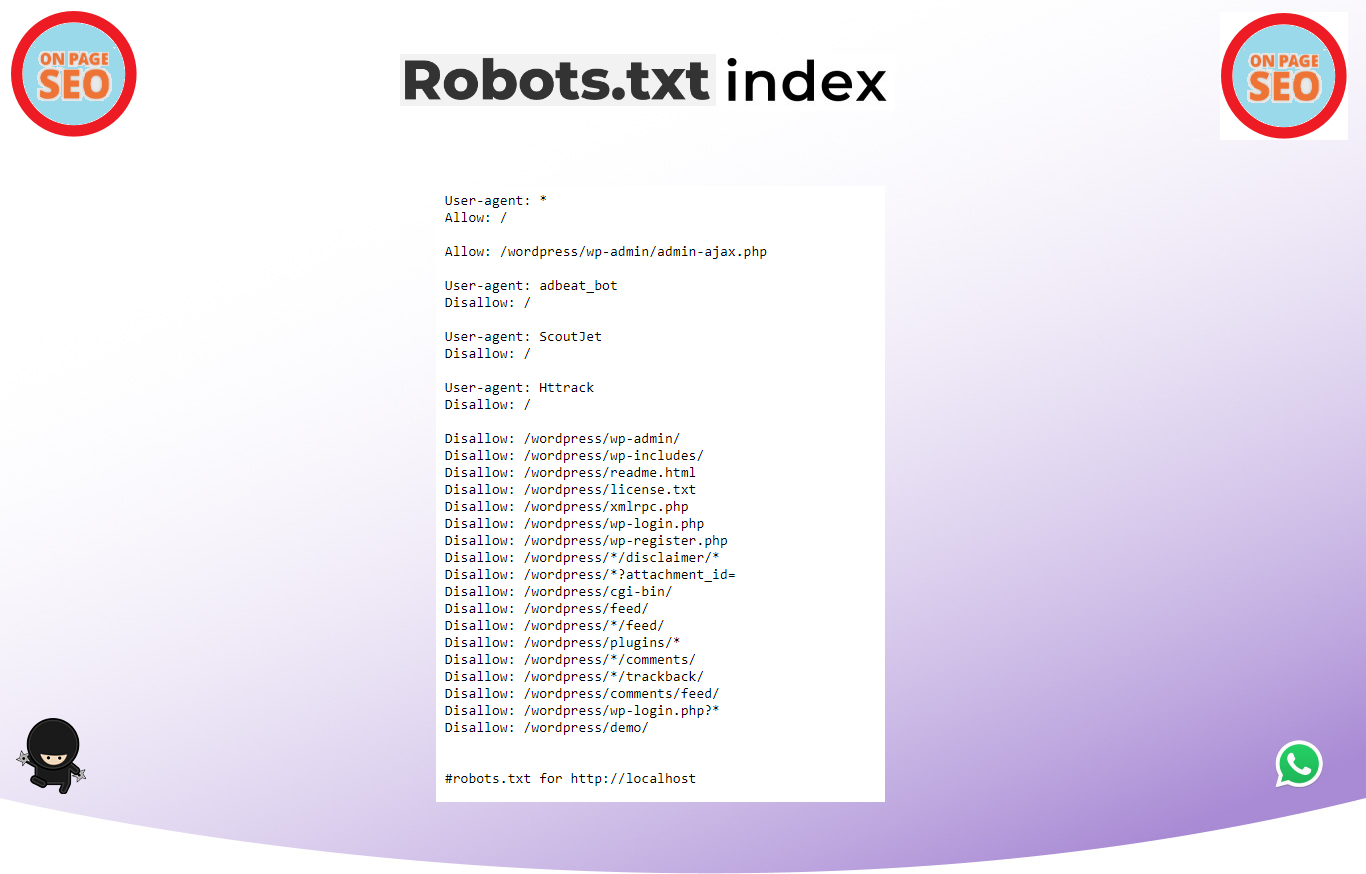 ON PAGE
SEO
Robots.txt index
ON PAGE
SEO
User-agent: *
Allow: /
Allow: /wordpress/wp-admin/admin-ajax.php
User-agent: adbeat_bot
Disallow: /
User-agent: ScoutJet
Disallow: /
User-agent: Httrack
Disallow: /
Disallow: /wordpress/wp-admin/
Disallow: /wordpress/wp-includes/
Disallow: /wordpress/readme.html
Disallow: /wordpress/license.txt
Disallow: /wordpress/xmlrpc.php
Disallow: /wordpress/wp-login.php
Disallow: /wordpress/wp-register.php
Disallow: /wordpress/*/disclaimer/*
Disallow: /wordpress/*?attachment_id=
Disallow: /wordpress/cgi-bin/
Disallow: /wordpress/feed/
Disallow: /wordpress/*/feed/
Disallow: /wordpress/plugins/*
Disallow: /wordpress/*/comments/
Disallow: /wordpress/*/trackback/
Disallow: /wordpress/comments/feed/
Disallow: /wordpress/wp-login.php?*
Disallow: /wordpress/demo/
#robots.txt for http://localhost